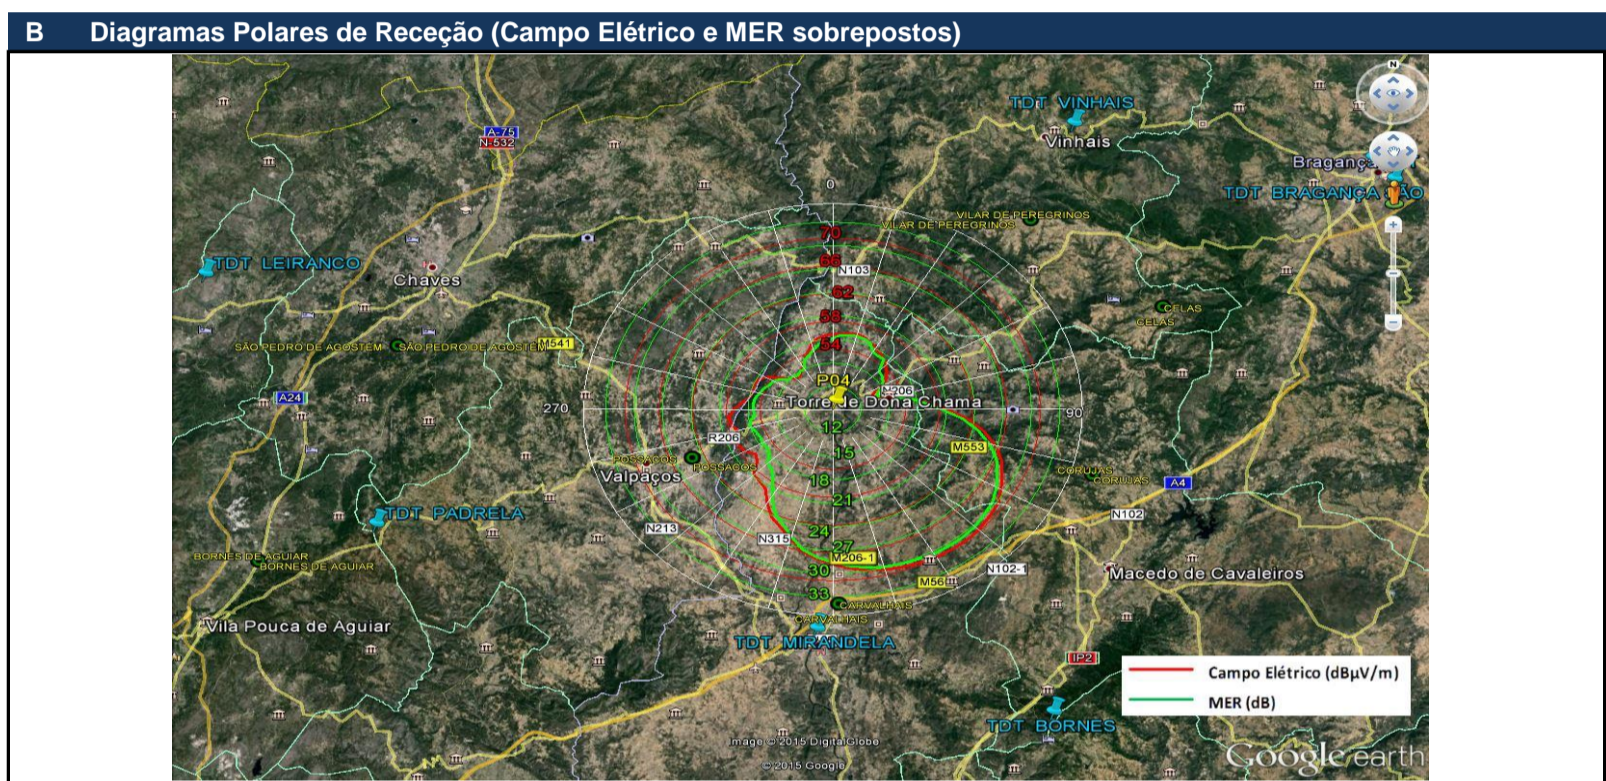 B Diagramas Polares de Receção (Campo Elétrico e MER sobrepostos)
N
TDT VINHAIS
A-75
N-532
Vinhais
Bragança
TDT BRAGANÇA
0
VILAR DE PEREGRINOS
VILAR DE PEREGRINOS
70
TDT LEIRANCO
66
N103
Chaves
62
CELAS
CELAS
58
SÃO PEDRO DE AGOSTEM
SÃO PEDRO DE AGOSTEM
M541
54
P04
N206
A24
Torre de Dona Chama
270
90
12
R206
M553
15
POSSACOS
POSSACOS
CORUJAS
CORUJAS
Valpaços
18
A4
21
TDT PADRELA
N102
N213
24
N315
27
BORNES DE AGUIAR
BORNES DE AGUIAR
M206-1
30
N102-1
Macedo de Cavaleiros
M56
33
CARVALHAIS
CARVALHAIS
Vila Pouca de Aguiar
TDT MIRANDELA
IP2
Campo Elétrico (dBµV/m)
MER (dB)
TDT BORNES
Image © 2015 DigitalGlobe
© 2015 Google
Google earth